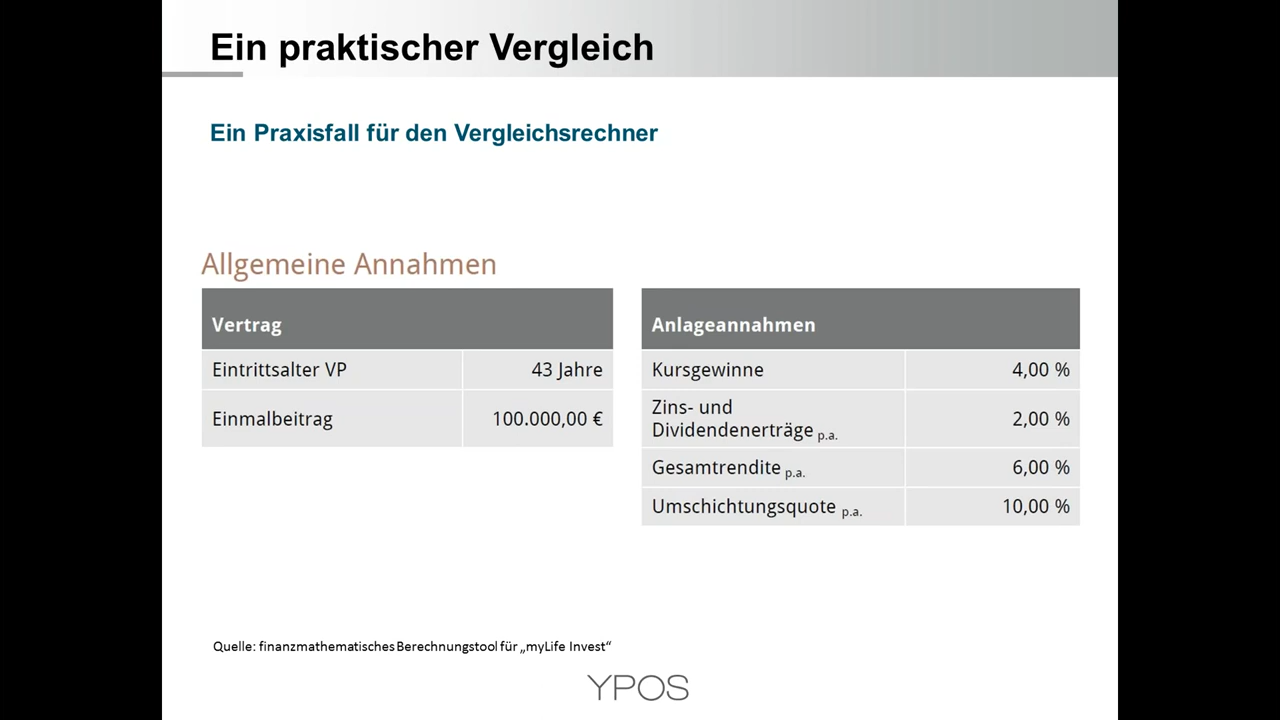 Ein praktischer Vergleich
Ein Praxisfall für den Vergleichsrechner
Allgemeine Annahmen
Vertrag
Eintrittsalter VP 43 Jahre
Einmalbeitrag 100.000,00 €
Anlageannahmen
Kursgewinne 4,00 %
Zins- und
Dividendenerträge p.a. 2,00 %
Gesamtrendite p.a. 6,00 %
Umschichtungsquote p.a. 10,00 %
Quelle: finanzmathematisches Berechnungstool für „myLife Invest“
YPOS